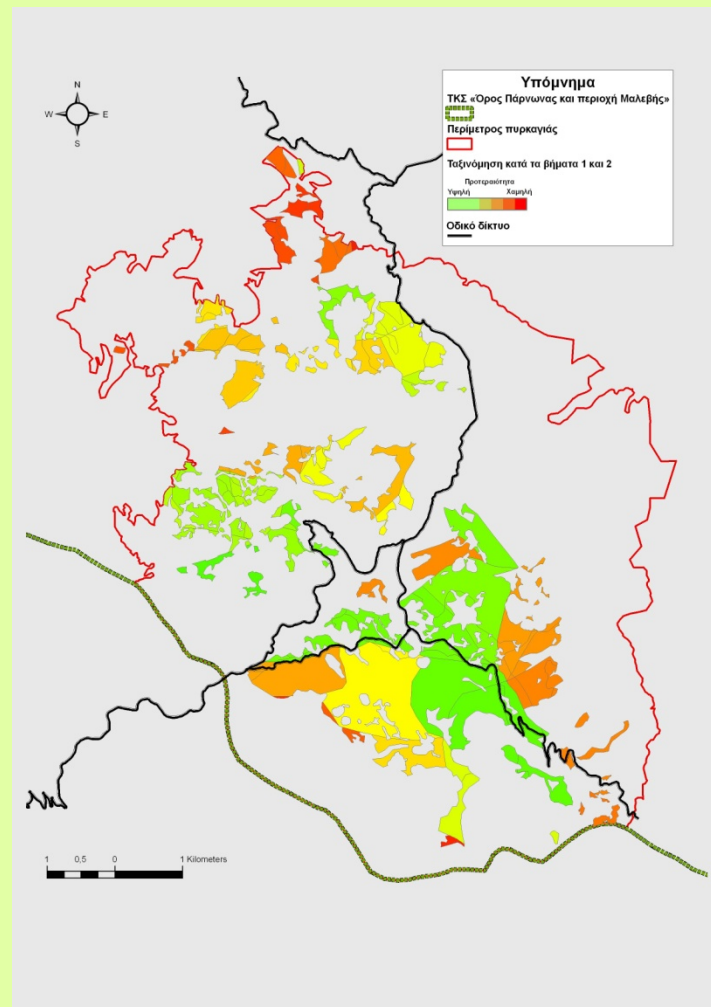 N
W E
S
Υπόμνημα
ΤΚΣ «Όρος Πάρνωνας και περιοχή Μαλεβής»
Περίμετρος πυρκαγιάς
Ταξινόμηση κατά τα βήματα 1 και 2
Προτεραιότητα
Υψηλή Χαμηλή
Οδικό δίκτυο
1 0,5 0 1 Kilometers